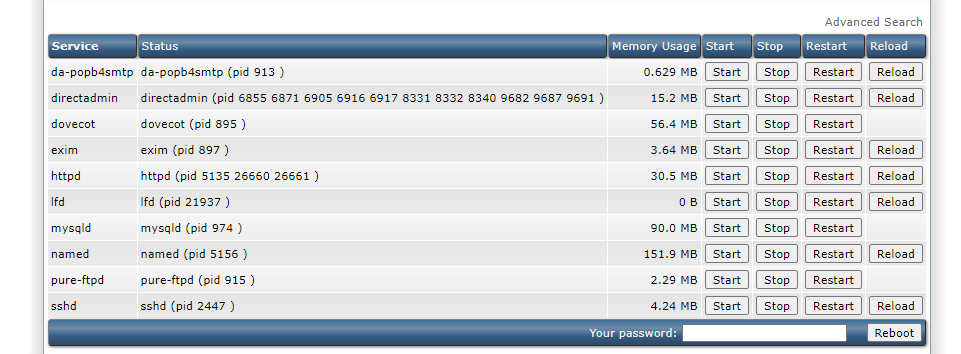 Advanced Search
Service Status Memory Usage Start Stop Restart Reload
da-popb4smtp da-popb4smtp (pid 913 ) 0.629 MB Start Stop Restart Reload
directadmin directadmin (pid 6855 6871 6905 6916 6917 8331 8332 8340 9682 9687 9691 ) 15.2 MB Start Stop Restart Reload
dovecot dovecot (pid 895 ) 56.4 MB Start Stop Restart
exim exim (pid 897 ) 3.64 MB Start Stop Restart Reload
httpd httpd (pid 5135 26660 26661 ) 30.5 MB Start Stop Restart Reload
lfd lfd (pid 21937 ) 0 B Start Stop Restart Reload
mysqld mysqld (pid 974 ) 90.0 MB Start Stop Restart
named named (pid 5156 ) 151.9 MB Start Stop Restart Reload
pure-ftpd pure-ftpd (pid 915 ) 2.29 MB Start Stop Restart
sshd sshd (pid 2447 ) 4.24 MB Start Stop Restart Reload
Your password: Reboot